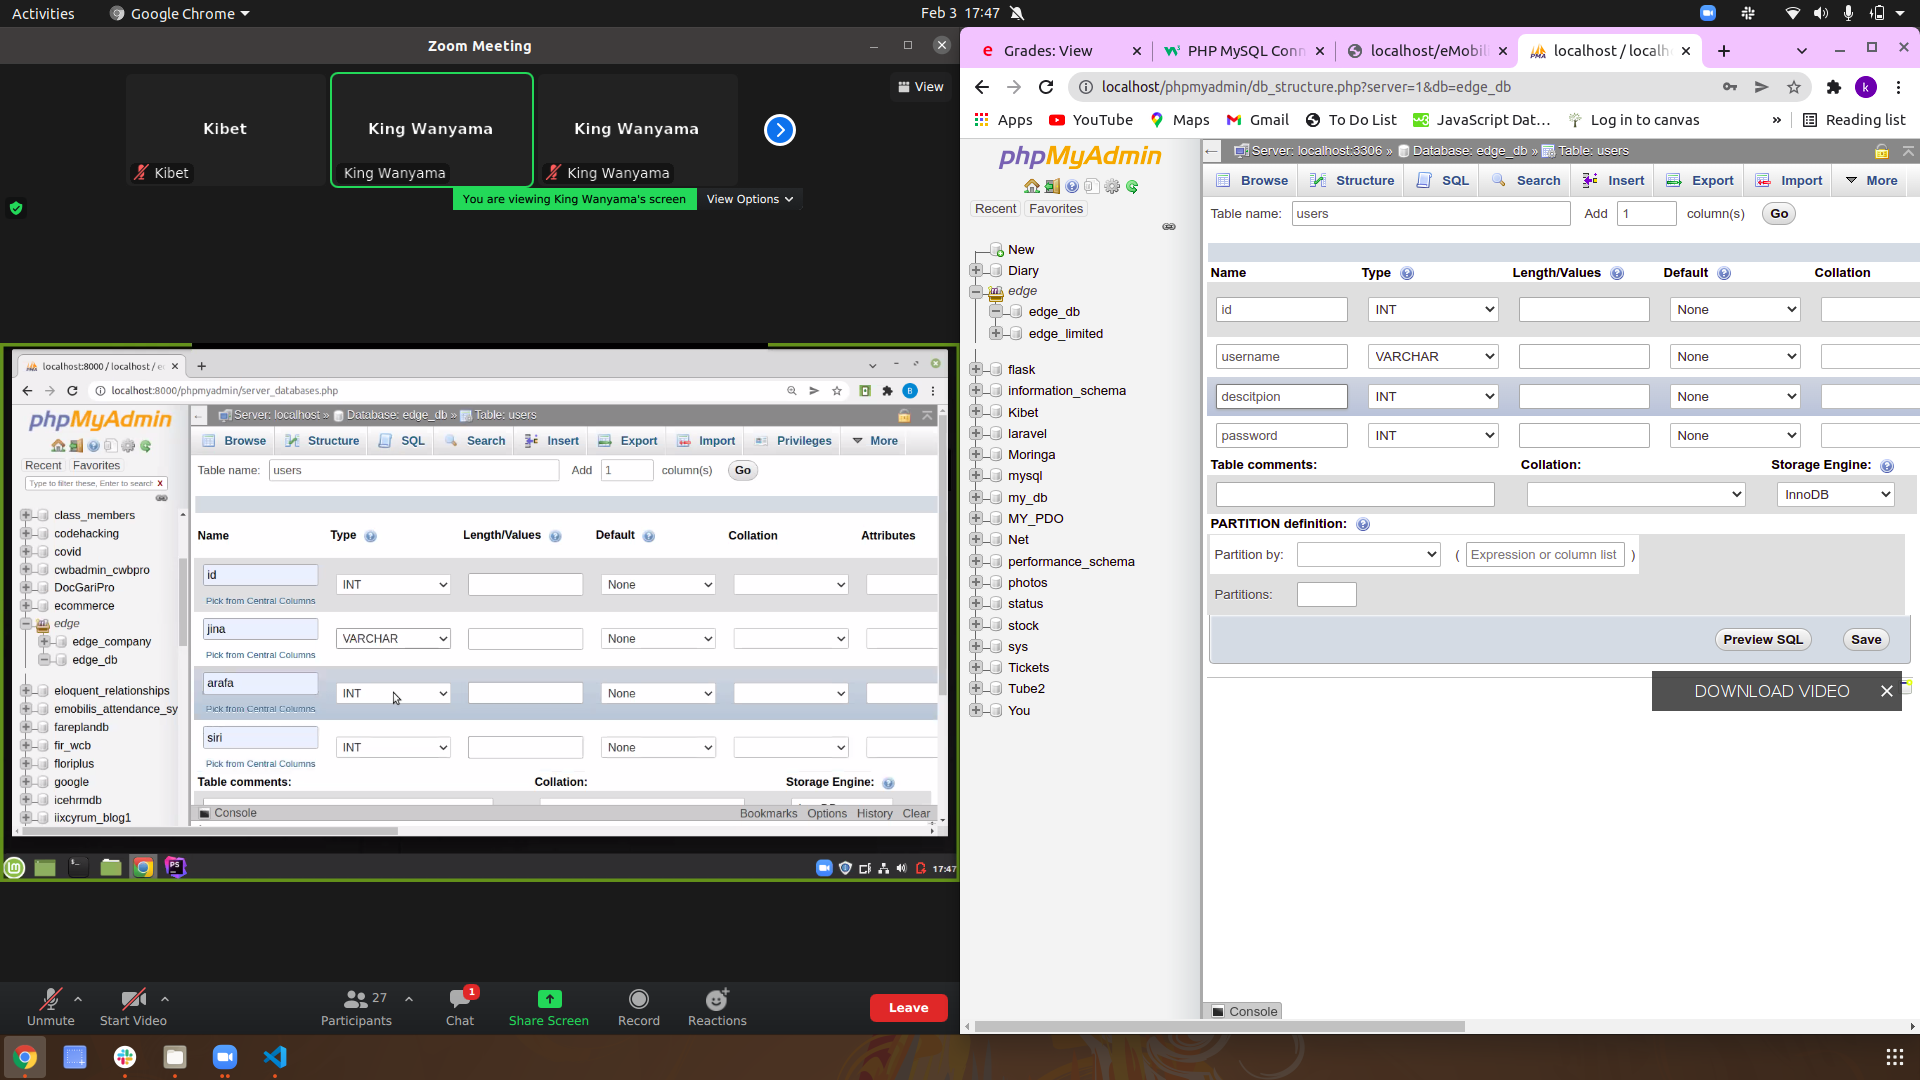 Activities
Google Chrome
Feb 3 17:47
Zoom Meeting
View
Kibet
King Wanyama
King Wanyama
Kibet
King Wanyama
King Wanyama
You are viewing King Wanyama's screen
View Options
localhost:8000 / localhost / e
localhost:8000/phpmyadmin/server_databases.php
B
phpMyAdmin
Recent
Favorites
Type to filter these, Enter to search
X
class_members
codehacking
covid
cwbadmin_cwbpro
DocGariPro
ecommerce
edge
edge_company
edge_db
eloquent_relationships
emobilis_attendance_sy
fareplandb
fir_wcb
floriplus
google
icehrmdb
iixcyrum_blog1
Server: localhost » Database: edge_db » Table: users
Browse
Structure
SQL
Search
Insert
Export
Import
Privileges
More
Table name:
users
Add
1
column(s)
Go
Name
Type
Length/Values
Default
Collation
Attributes
id
INT
None
Pick from Central Columns
jina
VARCHAR
None
Pick from Central Columns
arafa
INT
None
Pick from Central Columns
siri
INT
None
Pick from Central Columns
Table comments:
Collation:
Storage Engine:
Console
Bookmarks
Options
History
Clear
PS
17:47
Unmute
Start Video
27
Participants
1
Chat
Share Screen
Record
Reactions
Leave
Grades: View
PHP MySQL Conn
localhost/eMobili
localhost / localh
localhost/phpmyadmin/db_structure.php?server=1&db=edge_db
k
Apps
YouTube
Maps
Gmail
To Do List
JavaScript Dat...
Log in to canvas
»
Reading list
phpMyAdmin
Recent
Favorites
New
Diary
edge
edge_db
edge_limited
flask
information_schema
Kibet
laravel
Moringa
mysql
my_db
MY_PDO
Net
performance_schema
photos
status
stock
sys
Tickets
Tube2
You
Server: localhost:3306 » Database: edge_db » Table: users
Browse
Structure
SQL
Search
Insert
Export
Import
More
Table name:
users
Add
1
column(s)
Go
Name
Type
Length/Values
Default
Collation
id
INT
None
username
VARCHAR
None
descitpion
INT
None
password
INT
None
Table comments:
Collation:
Storage Engine:
InnoDB
PARTITION definition:
Partition by:
( Expression or column list )
Partitions:
Preview SQL
Save
DOWNLOAD VIDEO
Console